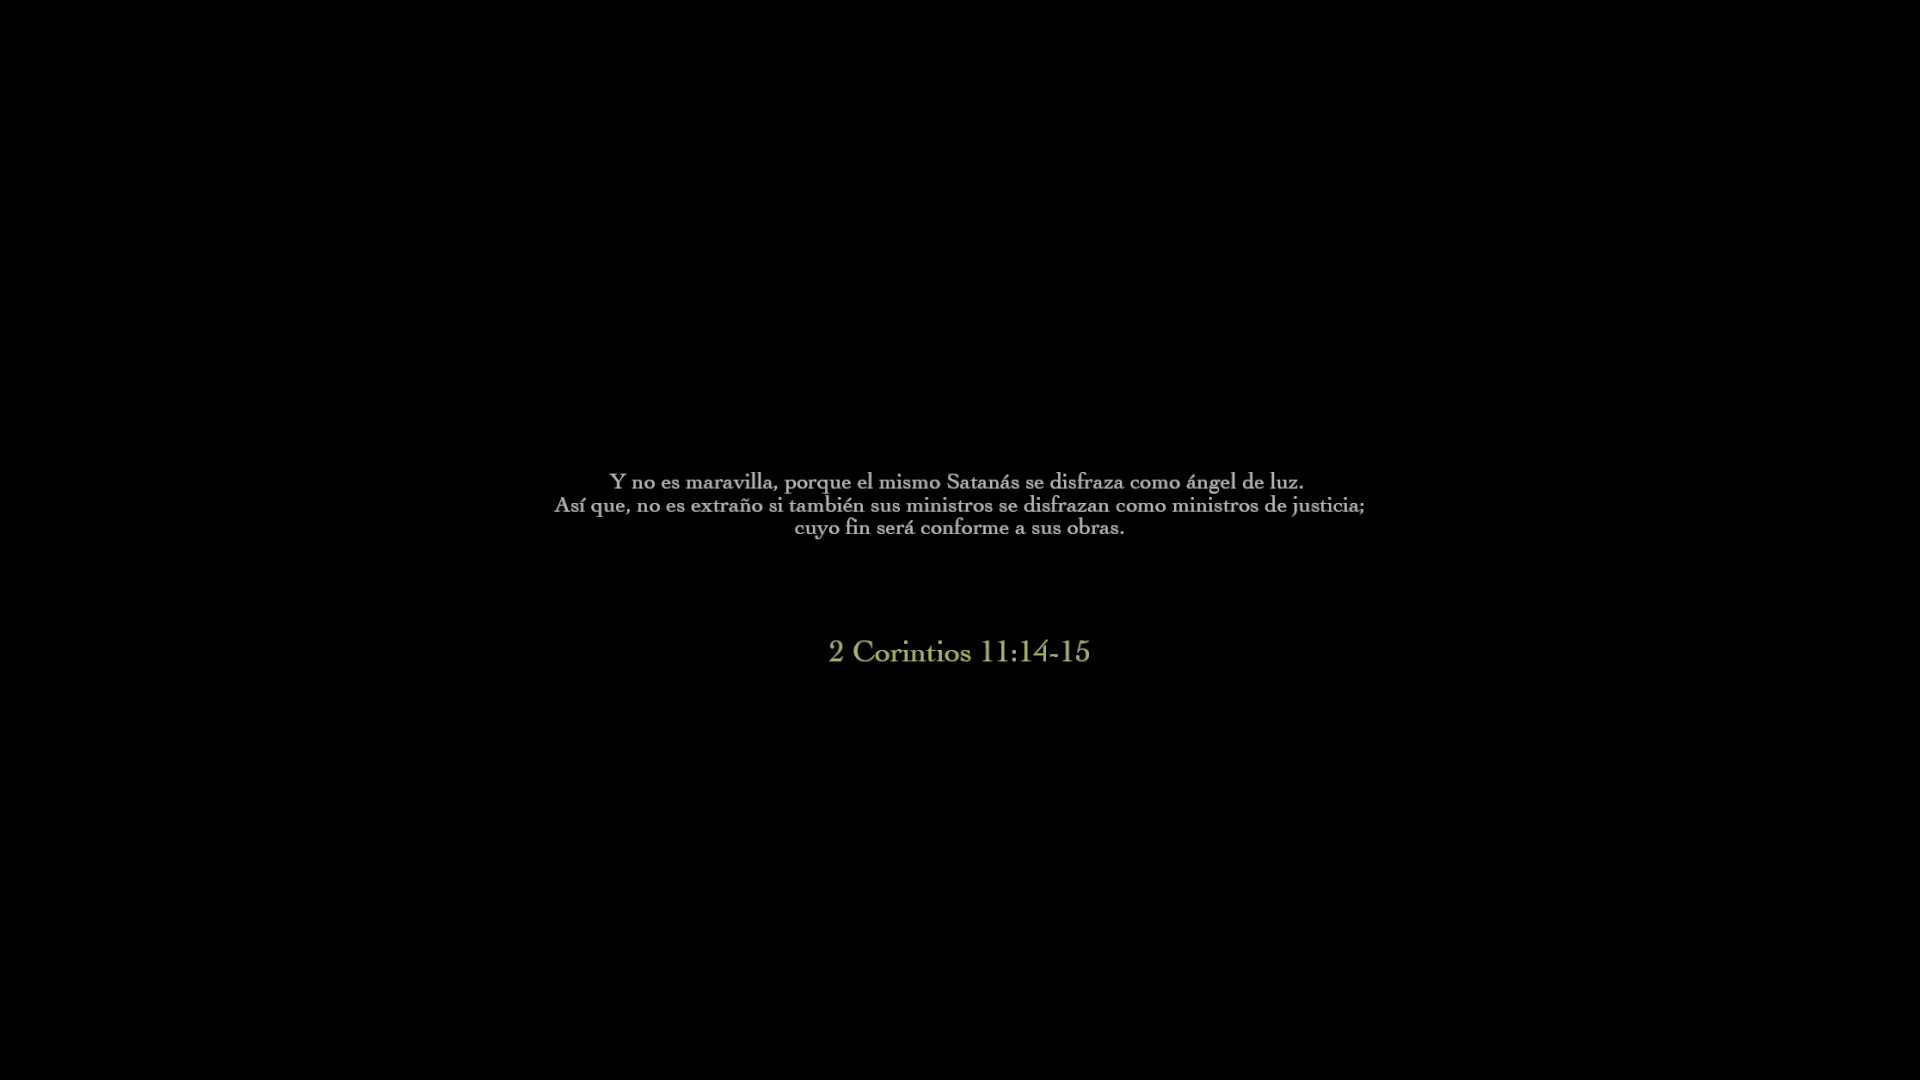 Y no es maravilla, porque el mismo Satanás se disfraza como ángel de luz.
Así que, no es extraño si también sus ministros se disfrazan como ministros de justicia;
cuyo fin será conforme a sus obras.
2 Corintios 11:14-15